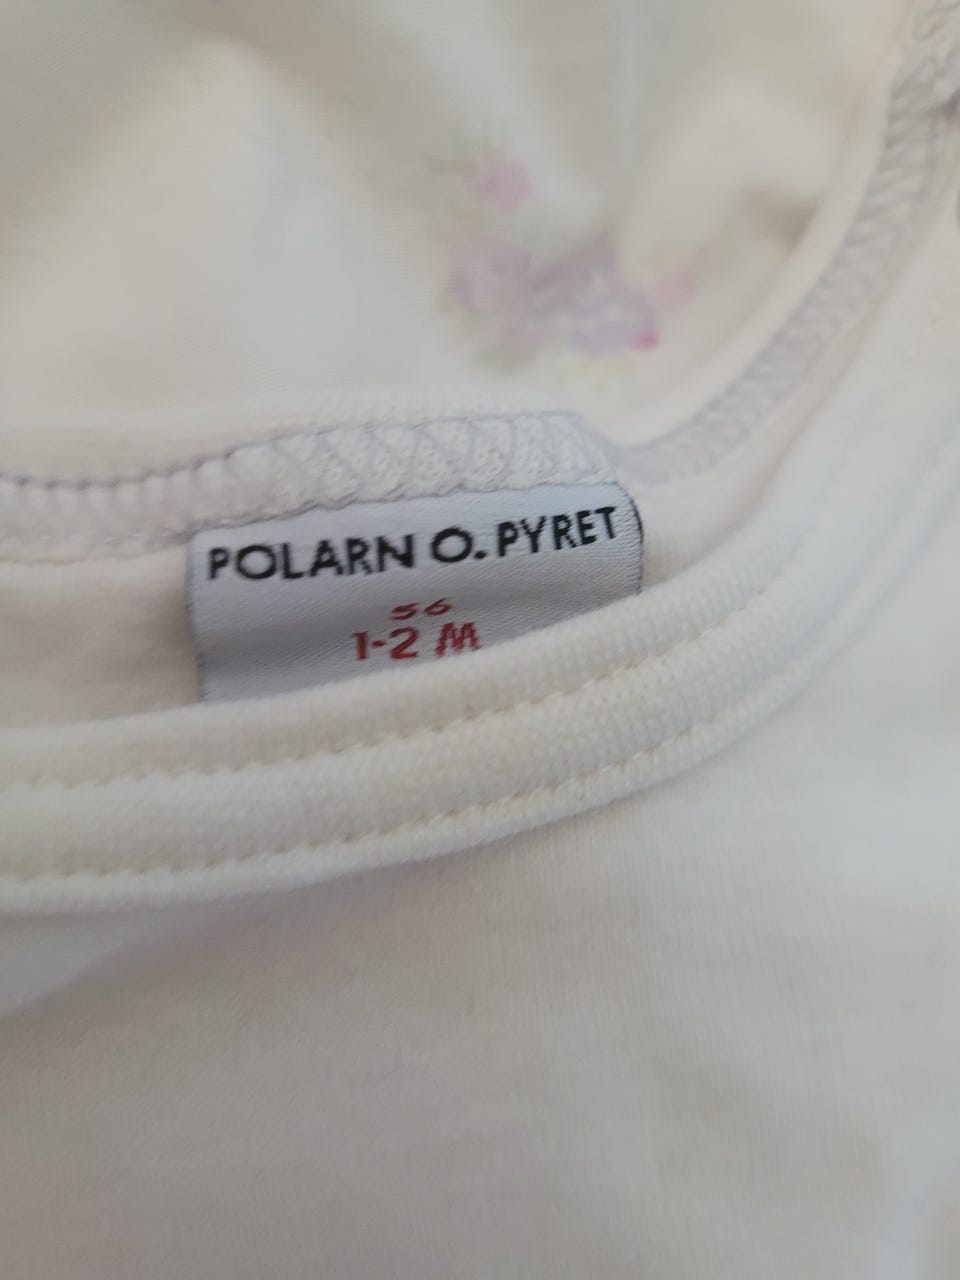 POLARN O. PYRET
56
1-2 M